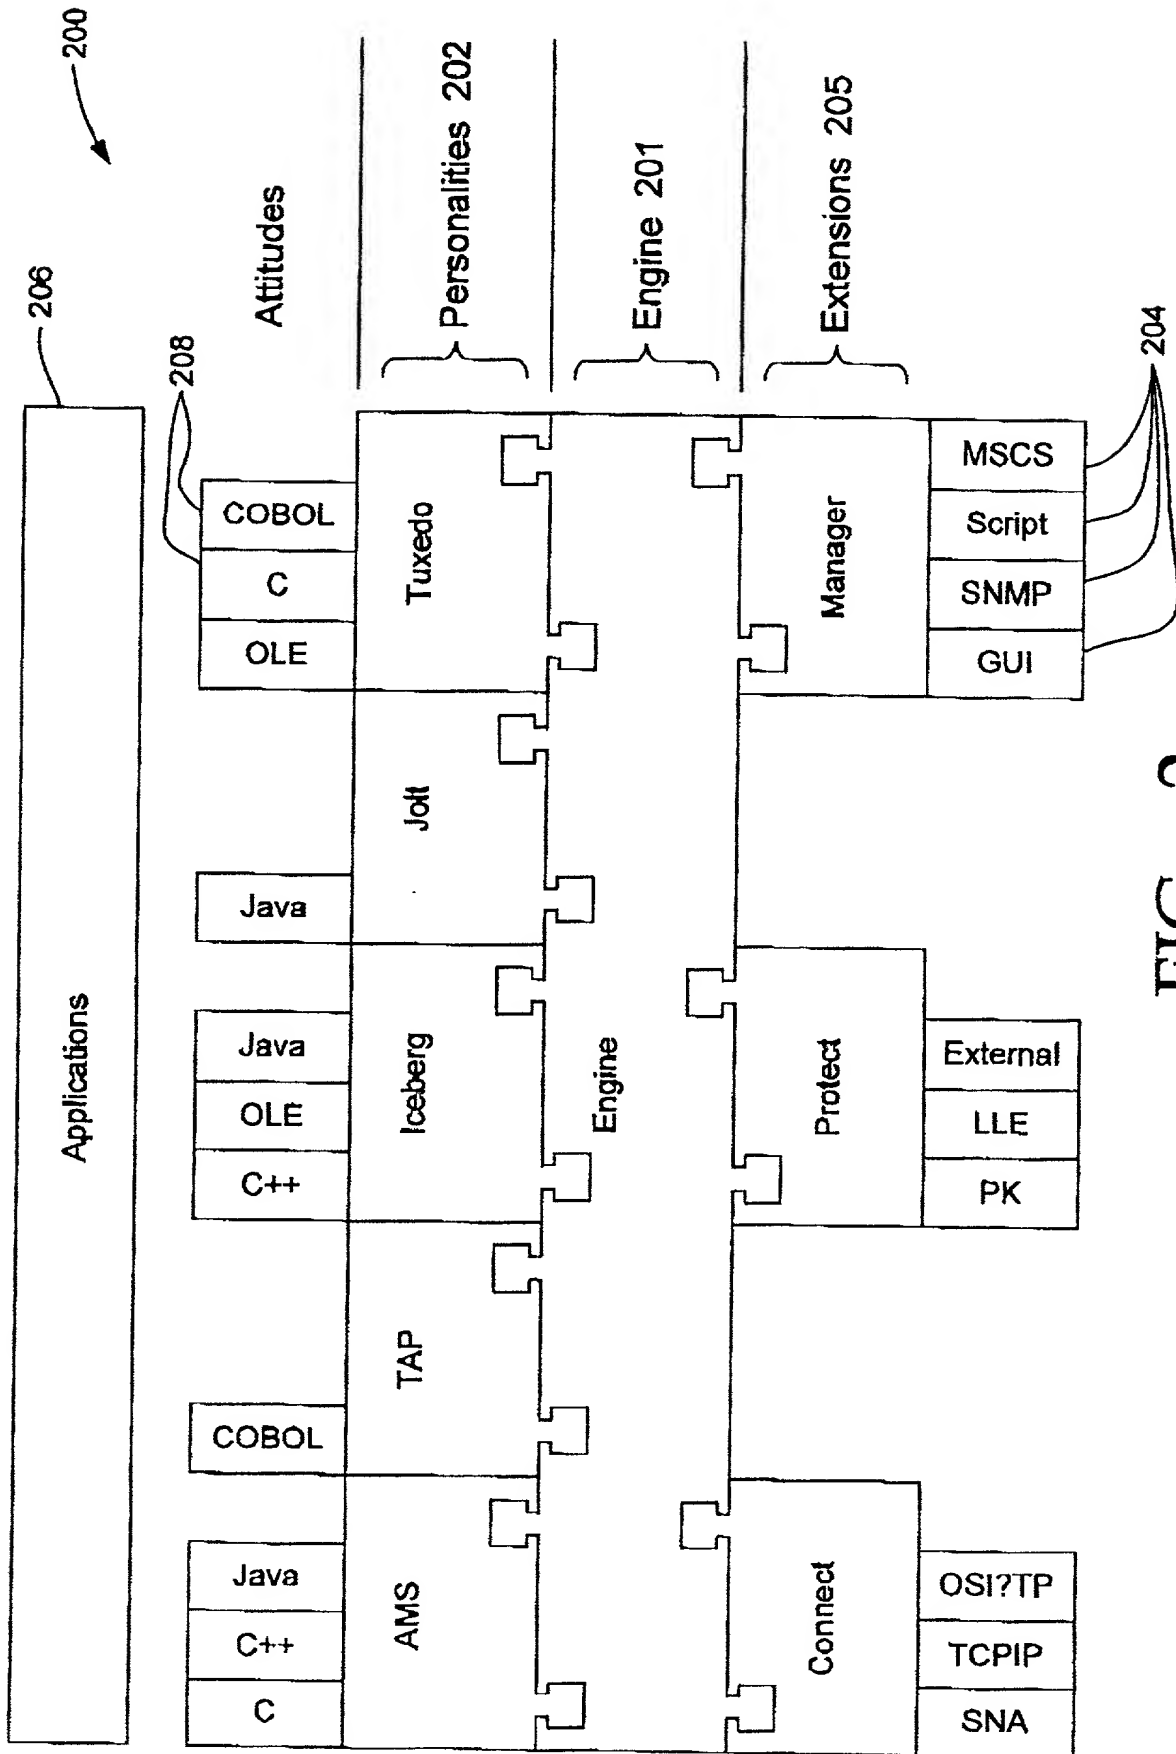 200
206
Applications
208
Attitudes
C
C++
Java
COBOL
C++
OLE
Java
Java
OLE
C
COBOL
AMS
TAP
Iceberg
Jolt
Tuxedo
Personalities 202
Engine
Engine 201
Connect
Protect
Manager
Extensions 205
SNA
TCPIP
OSI?TP
PK
LLE
External
GUI
SNMP
Script
MSCS
204
FIG